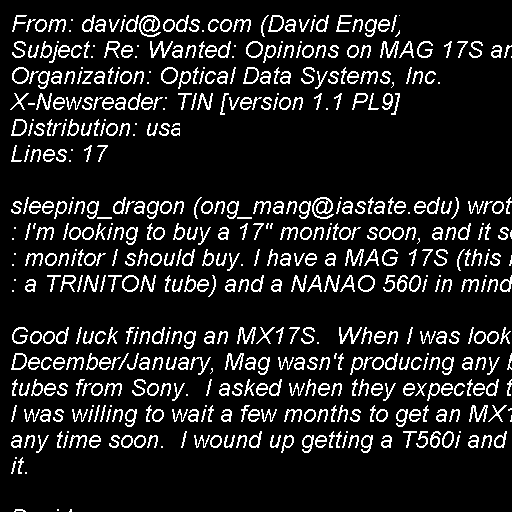 From: david@ods.com (David Engel)
Subject: Re: Wanted: Opinions on MAG 17S
Organization: Optical Data Systems, Inc.
X-Newsreader: TIN [version 1.1 PL9]
Distribution: usa
Lines: 17
sleeping_dragon (ong_mang@iastate.edu) wrot
: I'm looking to buy a 17" monitor soon, and it
: monitor I should buy. I have a MAG 17S (this
: a TRINITON tube) and a NANAO 560i in mind
Good luck finding an MX17S.  When I was look
December/January, Mag wasn't producing any
tubes from Sony.  I asked when they expected
I was willing to wait a few months to get an
any time soon.  I wound up getting a T560i and
it.